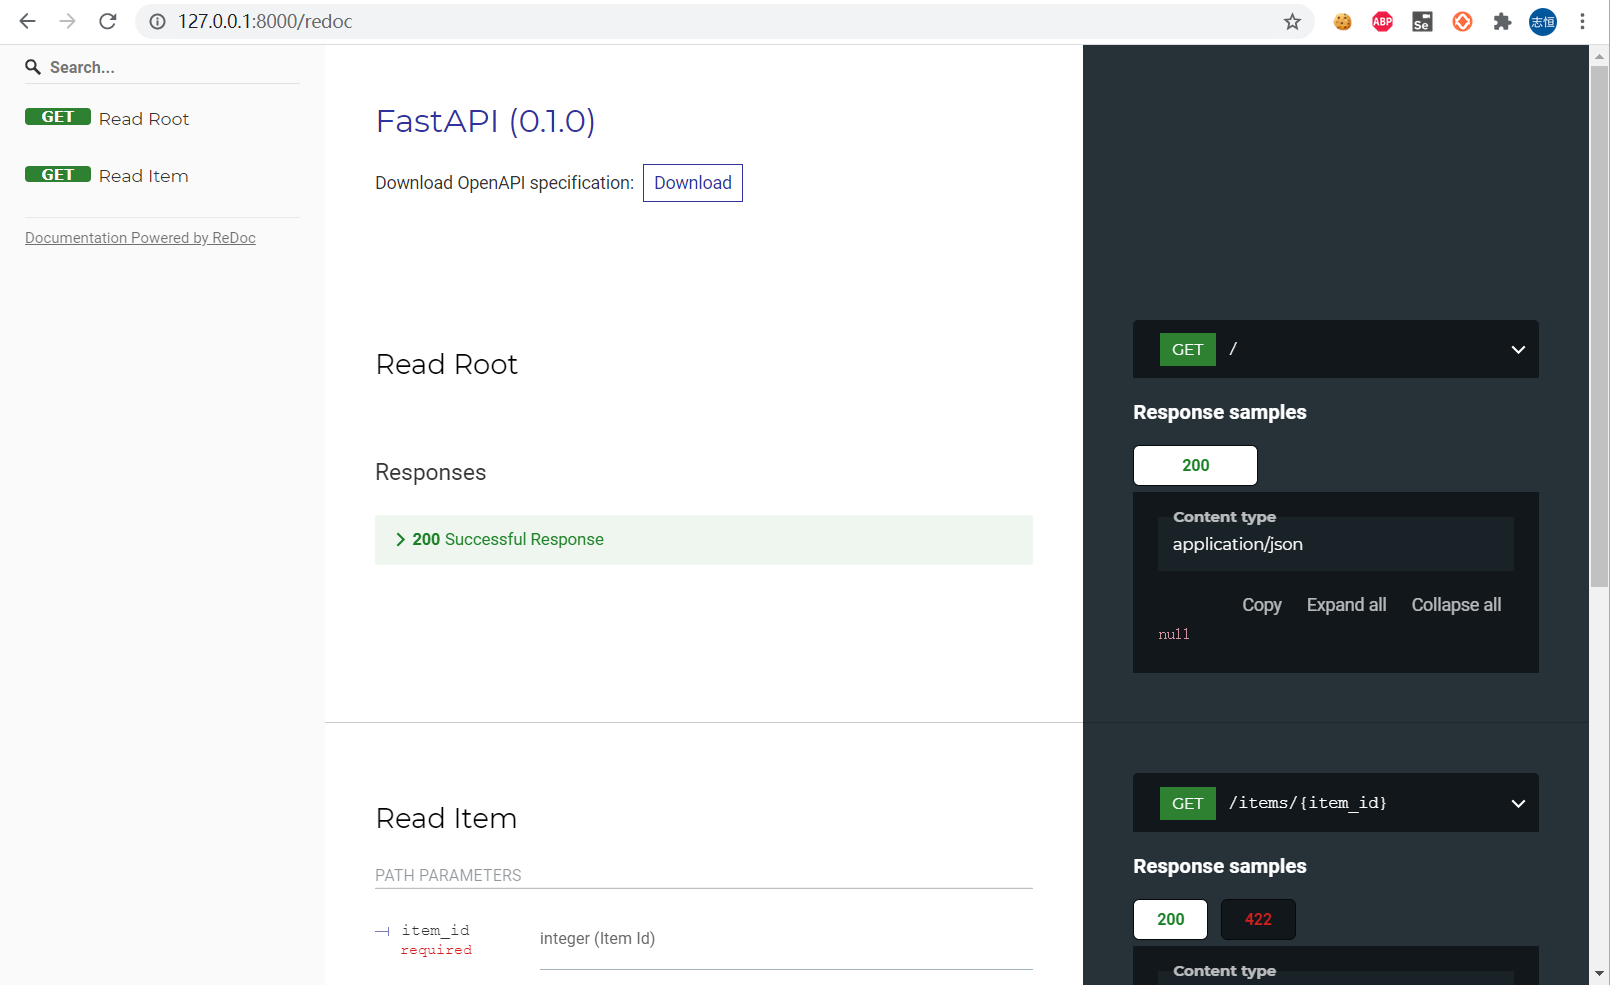 127.0.0.1:8000/redoc
ABP
Se
志恒
Search...
GET Read Root
GET Read Item
Documentation Powered by ReDoc
FastAPI (0.1.0)
Download OpenAPI specification: Download
Read Root
Responses
200 Successful Response
GET /
Response samples
200
Content type
application/json
Copy Expand all Collapse all
null
Read Item
PATH PARAMETERS
item_id
required
integer (Item Id)
GET /items/{item_id}
Response samples
200 422
Content type